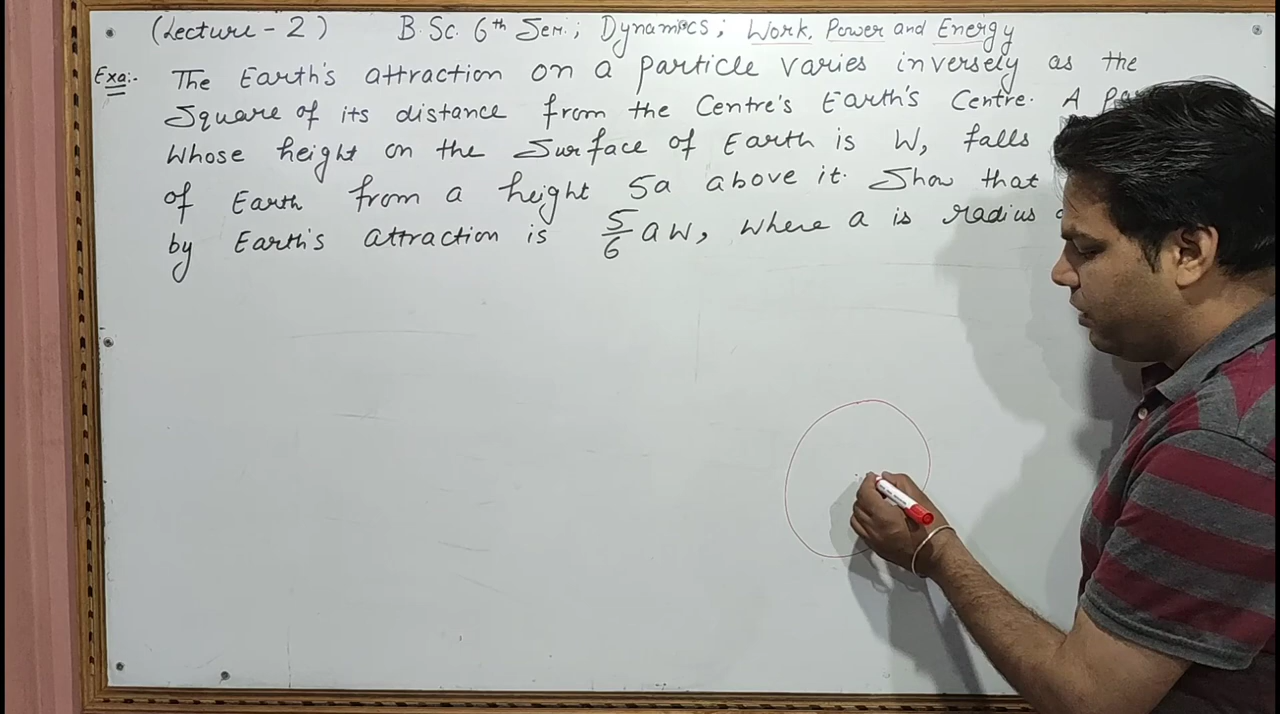 (Lecture - 2) B.Sc. 6th Sem.; Dynamics; Work, Power and Energy
Exa:- The Earth's attraction on a particle varies inversely as the
Square of its distance from the Centre's Earth's Centre. A
Whose height on the Surface of Earth is W, falls
of Earth from a height 5a above it. Show that
by Earth's attraction is 5/6 aW, where a is radius